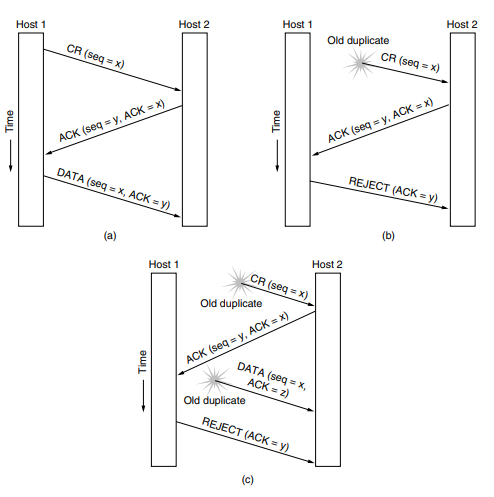 Host 1
Host 2
CR (seq = x)
ACK (seq = y, ACK = x)
DATA (seq = x, ACK = y)
Time
(a)
Host 1
Host 2
Old duplicate
CR (seq = x)
ACK (seq = y, ACK = x)
REJECT (ACK = y)
Time
(b)
Host 1
Host 2
CR (seq = x)
Old duplicate
ACK (seq = y, ACK = x)
DATA (seq = x,
ACK = z)
Old duplicate
REJECT (ACK = y)
Time
(c)